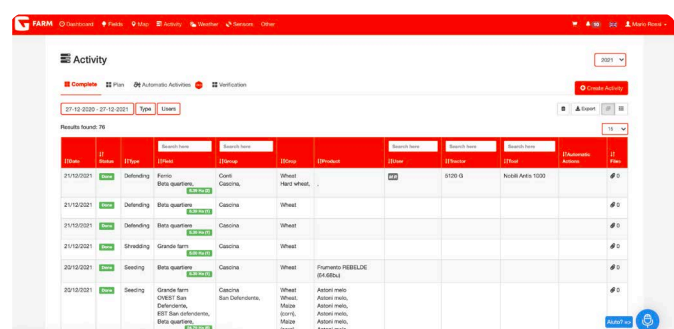 FARM Dashboard Fields Map Activity Weather Sensors Other Mario Rossi
Activity
2021
Complete Plan Automatic Activities Verification
Create Activity
27-12-2020 - 27-12-2021 Type Users
Export
Results found: 76
15
Search here Search here Search here Search here Search here
Date Status Type Field Group Crop Product User Tractor Tool Automatic Actions Files
21/12/2021 Done Defending Ferrio Conti Wheat M R 5120 G Nobili Antis 1000 0
Beta quartiere, Cascina, Hard wheat, ,
21/12/2021 Done Defending Beta quartiere Cascina Wheat 0
21/12/2021 Done Defending Beta quartiere Cascina Wheat 0
21/12/2021 Done Shredding Grande farm Cascina Wheat 0
20/12/2021 Done Seeding Beta quartiere Cascina Wheat Frumento REBELDE 0
(64.66bu)
20/12/2021 Done Seeding Grande farm Cascina Wheat Astoni melo, 0
OVEST San San Defendente, Wheat, Astoni melo,
Defendente, Maize Astoni melo,
EST San defendente, (corn), Astoni melo,
Beta quartiere, Maize Astoni melo,
Aiuto? =>